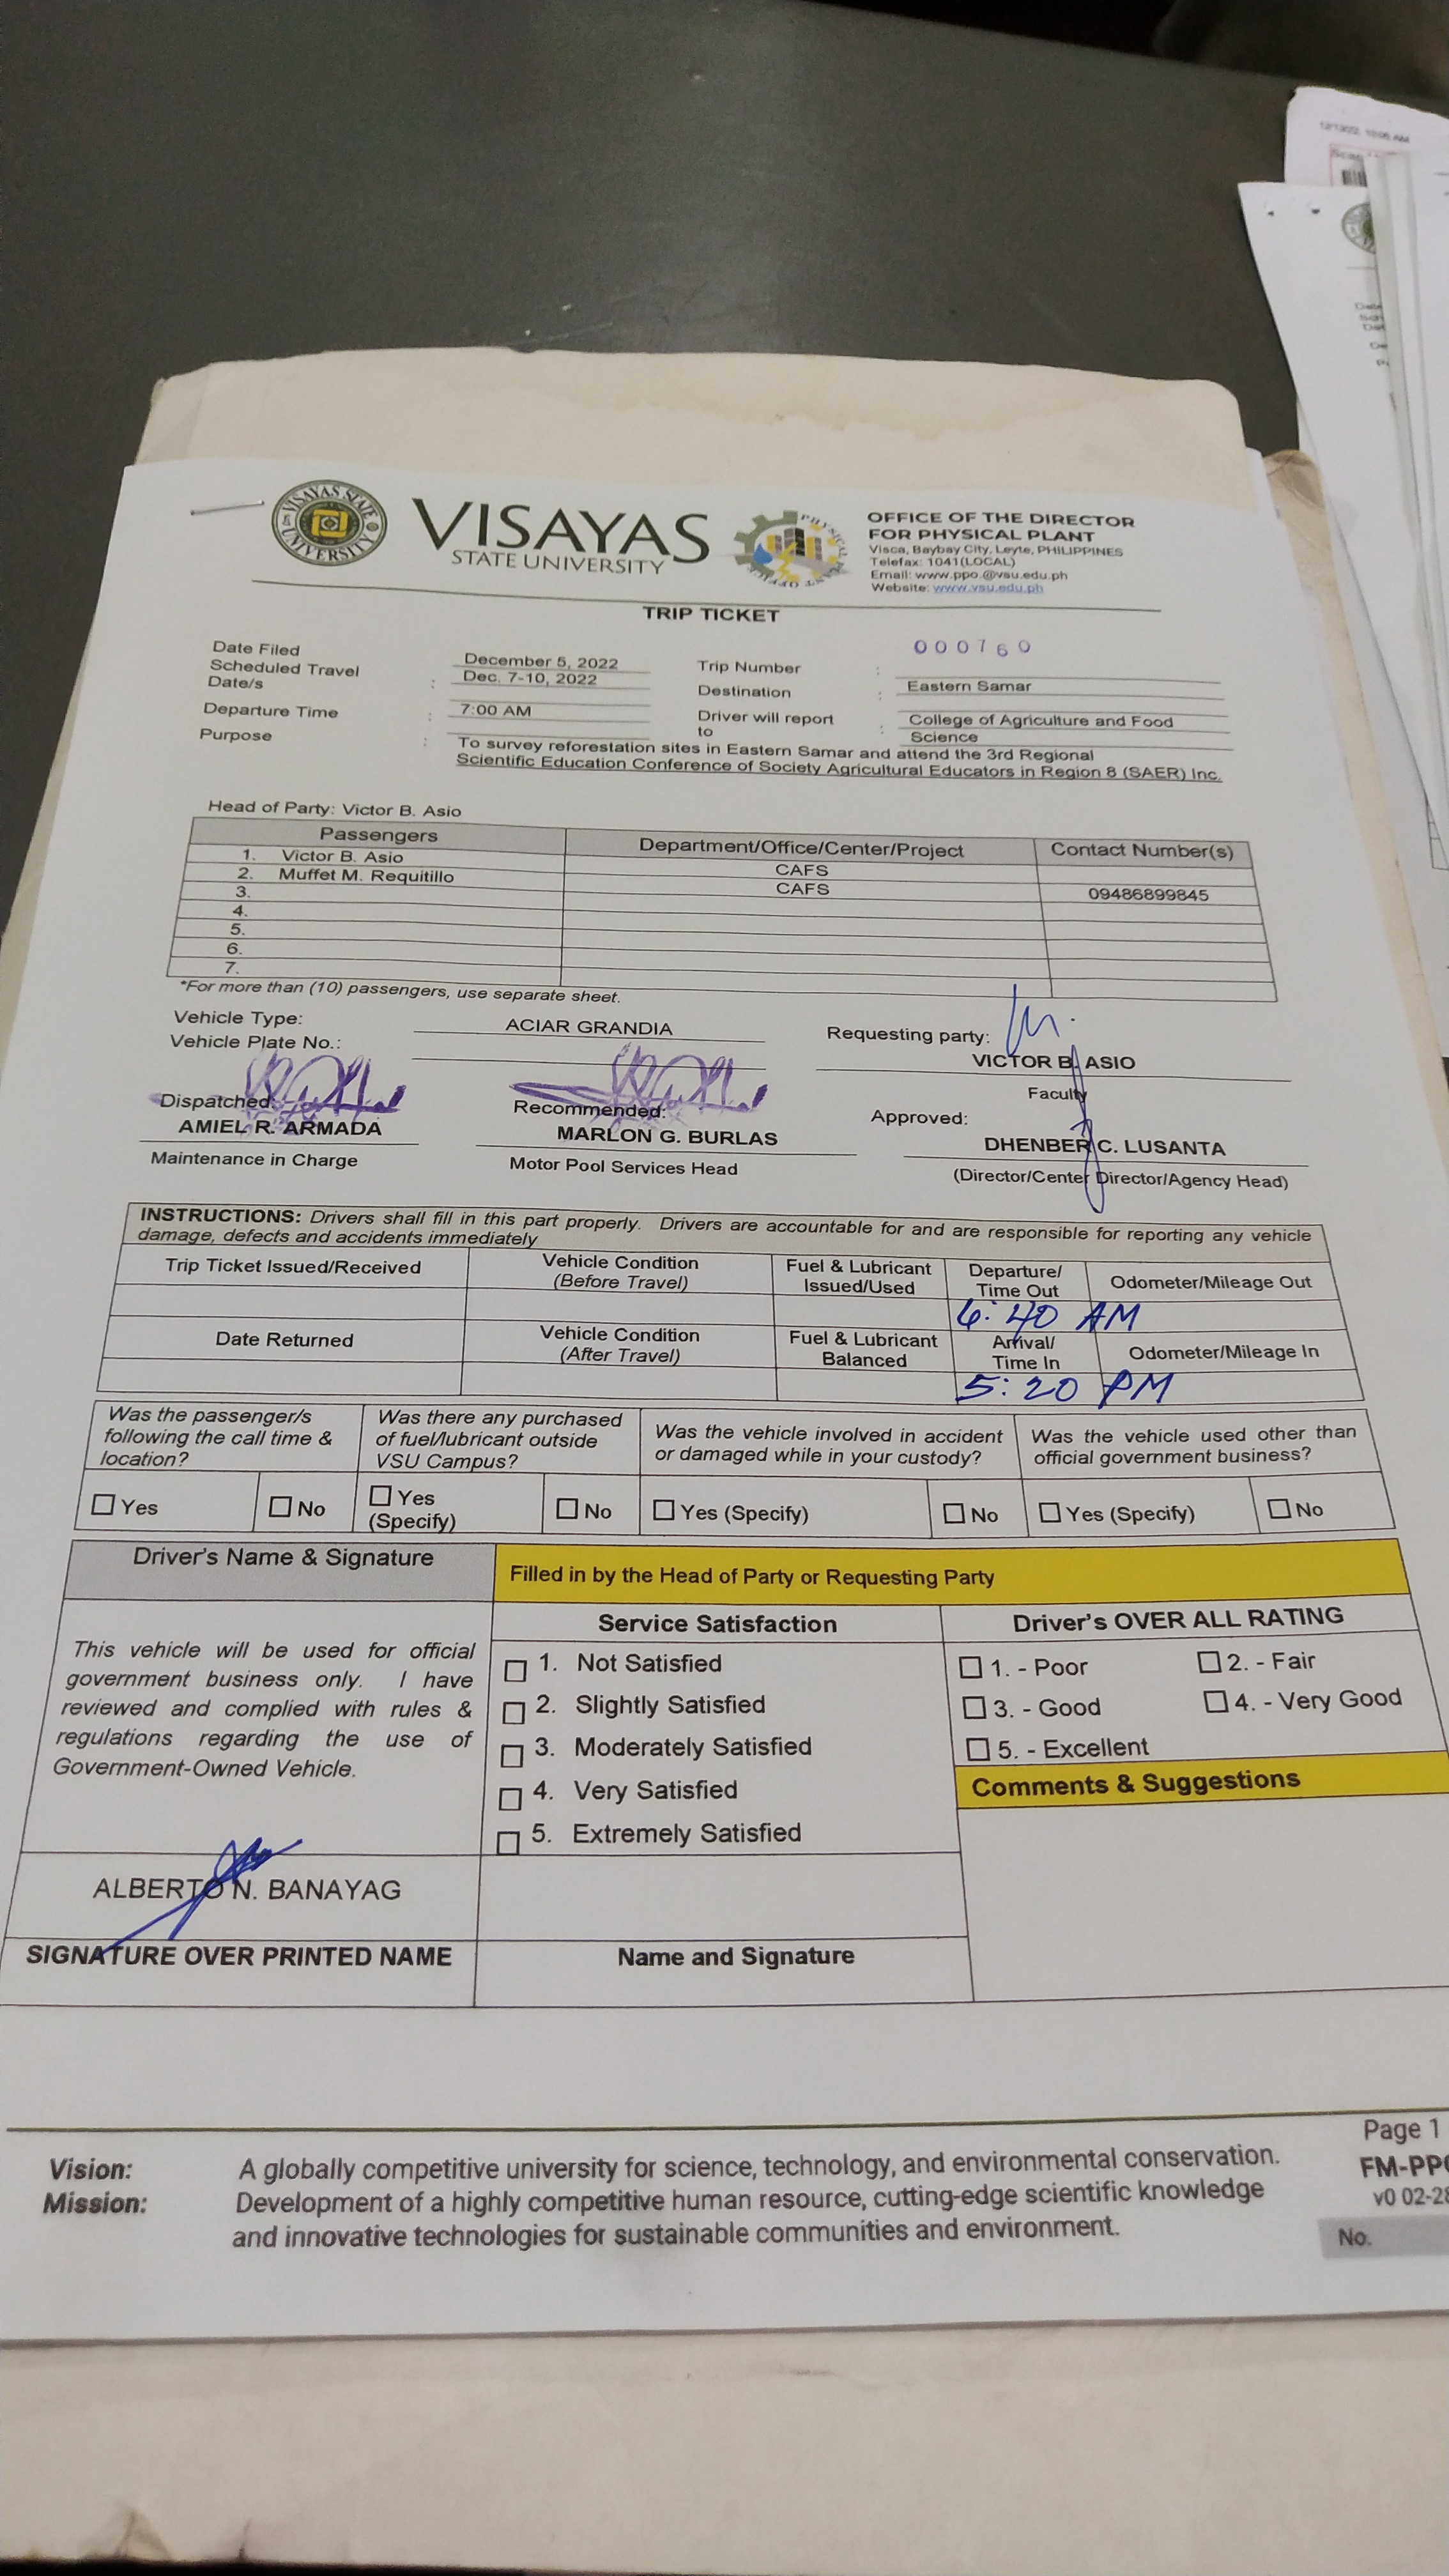 VISAYAS STATE UNIVERSITY
VISAYAS
STATE UNIVERSITY
OFFICE OF THE DIRECTOR
FOR PHYSICAL PLANT
Visca, Baybay City, Leyte, PHILIPPINES
Telefax: 1041(LOCAL)
Email: www.ppo.@vsu.edu.ph
Website: www.vsu.edu.ph
TRIP TICKET
000760
Date Filed December 5, 2022 Trip Number :
Scheduled Travel Date/s : Dec. 7-10, 2022 Destination : Eastern Samar
Departure Time : 7:00 AM Driver will report to : College of Agriculture and Food Science
Purpose : To survey reforestation sites in Eastern Samar and attend the 3rd Regional
Scientific Education Conference of Society Agricultural Educators in Region 8 (SAER) Inc.
Head of Party: Victor B. Asio
Passengers Department/Office/Center/Project Contact Number(s)
1. Victor B. Asio CAFS
2. Muffet M. Requitillo CAFS 09486899845
3.
4.
5.
6.
7.
*For more than (10) passengers, use separate sheet.
Vehicle Type: ACIAR GRANDIA Requesting party:
Vehicle Plate No.:
VICTOR B. ASIO
Faculty
Dispatched: Recommended: Approved:
AMIEL R. ARMADA MARLON G. BURLAS DHENBER C. LUSANTA
Maintenance in Charge Motor Pool Services Head (Director/Center Director/Agency Head)
INSTRUCTIONS: Drivers shall fill in this part properly. Drivers are accountable for and are responsible for reporting any vehicle
damage, defects and accidents immediately
Trip Ticket Issued/Received Vehicle Condition (Before Travel) Fuel & Lubricant Issued/Used Departure/ Time Out Odometer/Mileage Out
6:40 AM
Date Returned Vehicle Condition (After Travel) Fuel & Lubricant Balanced Arrival/ Time In Odometer/Mileage In
5:20 PM
Was the passenger/s following the call time & location? Was there any purchased of fuel/lubricant outside VSU Campus? Was the vehicle involved in accident or damaged while in your custody? Was the vehicle used other than official government business?
Yes No Yes (Specify) No Yes (Specify) No Yes (Specify) No
Driver's Name & Signature Filled in by the Head of Party or Requesting Party
Service Satisfaction Driver's OVER ALL RATING
This vehicle will be used for official
government business only. I have
reviewed and complied with rules &
regulations regarding the use of
Government-Owned Vehicle.
1. Not Satisfied
2. Slightly Satisfied
3. Moderately Satisfied
4. Very Satisfied
5. Extremely Satisfied
1. - Poor 2. - Fair
3. - Good 4. - Very Good
5. - Excellent
Comments & Suggestions
ALBERTO N. BANAYAG
SIGNATURE OVER PRINTED NAME Name and Signature
Page 1
Vision: A globally competitive university for science, technology, and environmental conservation.
Mission: Development of a highly competitive human resource, cutting-edge scientific knowledge
and innovative technologies for sustainable communities and environment.
v0 02-28
No.